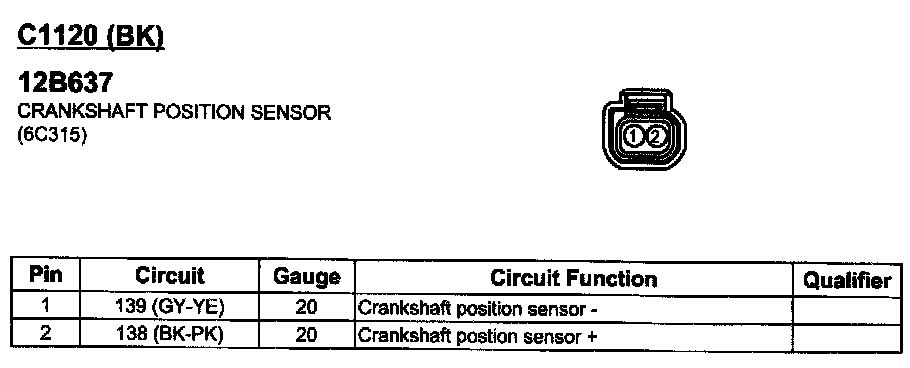 C1120 (BK)
12B637
CRANKSHAFT POSITION SENSOR
(6C315)
1 2
Pin Circuit Gauge Circuit Function Qualifier
1 139 (GY-YE) 20 Crankshaft position sensor -
2 138 (BK-PK) 20 Crankshaft postion sensor +